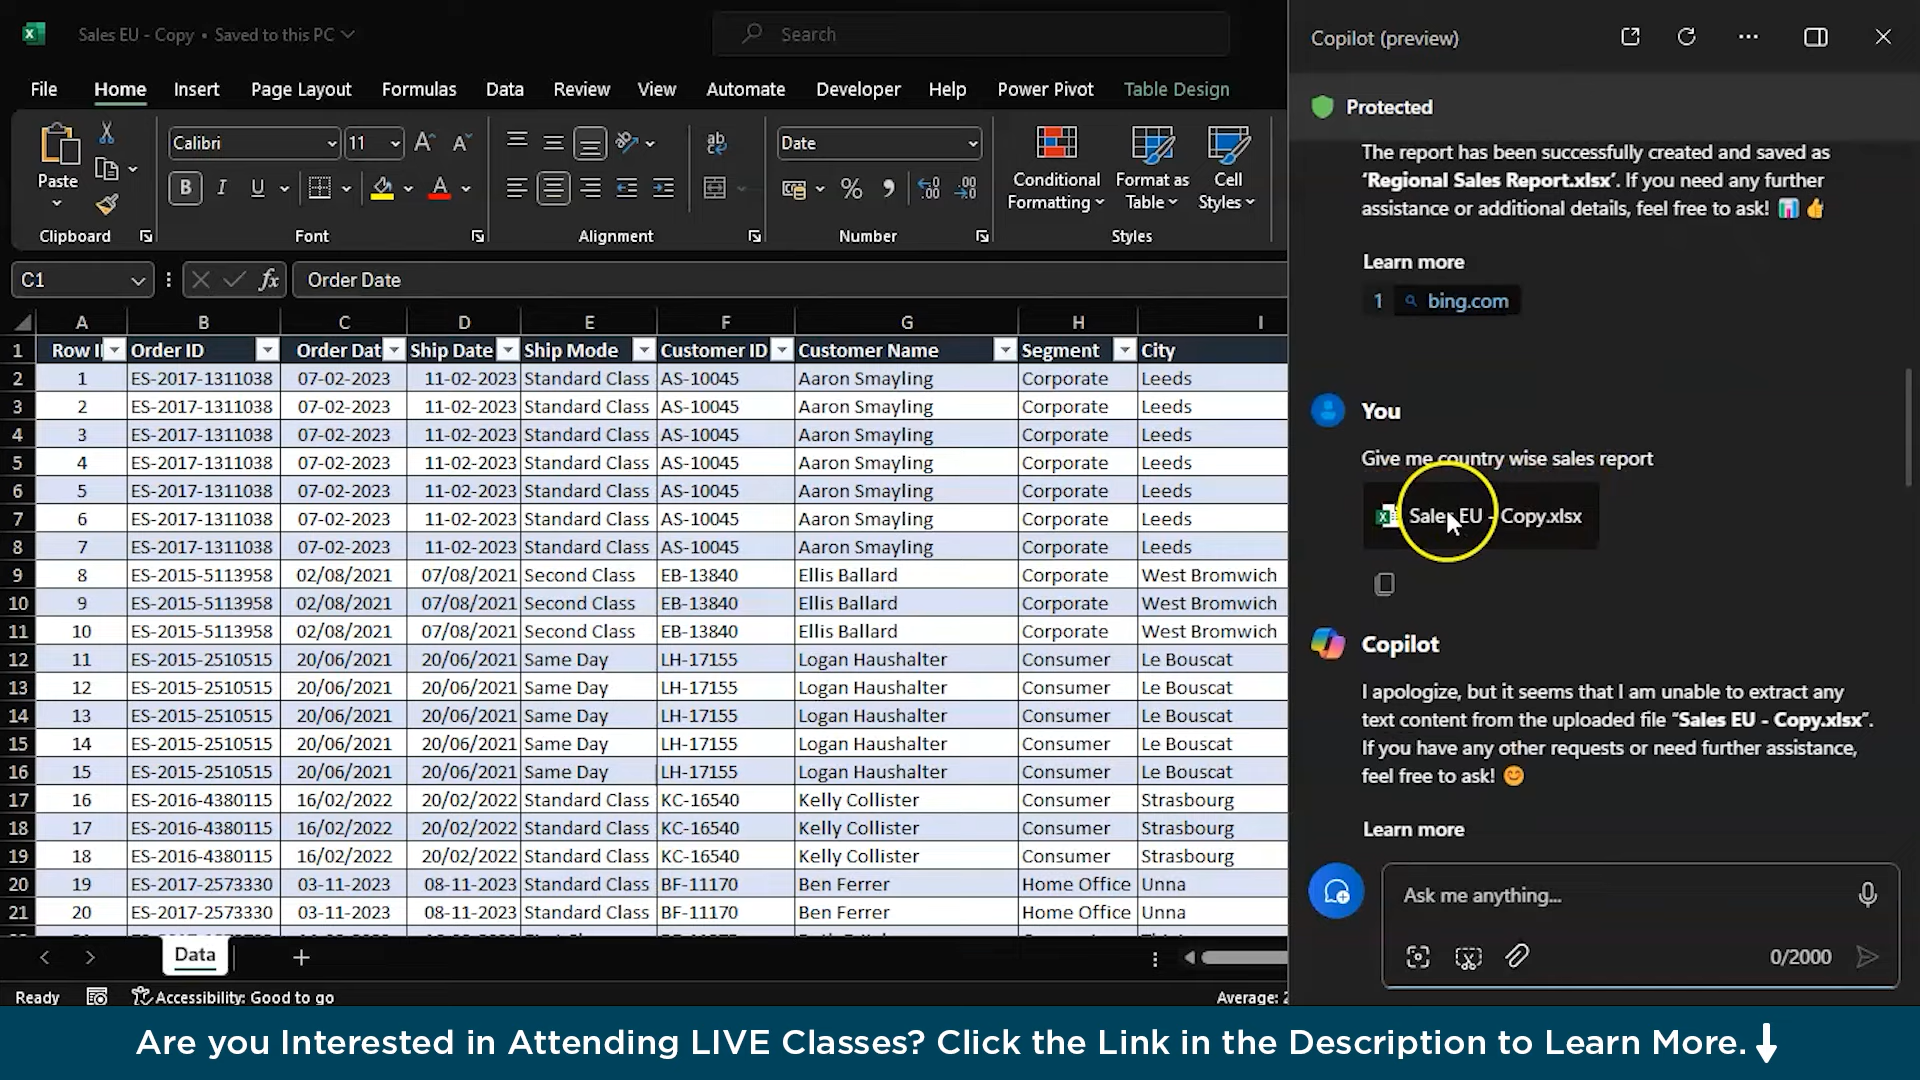 Sales EU - Copy • Saved to this PC
Search
File Home Insert Page Layout Formulas Data Review View Automate Developer Help Power Pivot Table Design
Paste
Calibri 11
Date
Conditional Formatting
Format as Table
Cell Styles
Clipboard Font Alignment Number Styles
C1 fx Order Date
A B C D E F G H I
1 Row I Order ID Order Dat Ship Date Ship Mode Customer ID Customer Name Segment City
2 1 ES-2017-1311038 07-02-2023 11-02-2023 Standard Class AS-10045 Aaron Smayling Corporate Leeds
3 2 ES-2017-1311038 07-02-2023 11-02-2023 Standard Class AS-10045 Aaron Smayling Corporate Leeds
4 3 ES-2017-1311038 07-02-2023 11-02-2023 Standard Class AS-10045 Aaron Smayling Corporate Leeds
5 4 ES-2017-1311038 07-02-2023 11-02-2023 Standard Class AS-10045 Aaron Smayling Corporate Leeds
6 5 ES-2017-1311038 07-02-2023 11-02-2023 Standard Class AS-10045 Aaron Smayling Corporate Leeds
7 6 ES-2017-1311038 07-02-2023 11-02-2023 Standard Class AS-10045 Aaron Smayling Corporate Leeds
8 7 ES-2017-1311038 07-02-2023 11-02-2023 Standard Class AS-10045 Aaron Smayling Corporate Leeds
9 8 ES-2015-5113958 02/08/2021 07/08/2021 Second Class EB-13840 Ellis Ballard Corporate West Bromwich
10 9 ES-2015-5113958 02/08/2021 07/08/2021 Second Class EB-13840 Ellis Ballard Corporate West Bromwich
11 10 ES-2015-5113958 02/08/2021 07/08/2021 Second Class EB-13840 Ellis Ballard Corporate West Bromwich
12 11 ES-2015-2510515 20/06/2021 20/06/2021 Same Day LH-17155 Logan Haushalter Consumer Le Bouscat
13 12 ES-2015-2510515 20/06/2021 20/06/2021 Same Day LH-17155 Logan Haushalter Consumer Le Bouscat
14 13 ES-2015-2510515 20/06/2021 20/06/2021 Same Day LH-17155 Logan Haushalter Consumer Le Bouscat
15 14 ES-2015-2510515 20/06/2021 20/06/2021 Same Day LH-17155 Logan Haushalter Consumer Le Bouscat
16 15 ES-2015-2510515 20/06/2021 20/06/2021 Same Day LH-17155 Logan Haushalter Consumer Le Bouscat
17 16 ES-2016-4380115 16/02/2022 20/02/2022 Standard Class KC-16540 Kelly Collister Consumer Strasbourg
18 17 ES-2016-4380115 16/02/2022 20/02/2022 Standard Class KC-16540 Kelly Collister Consumer Strasbourg
19 18 ES-2016-4380115 16/02/2022 20/02/2022 Standard Class KC-16540 Kelly Collister Consumer Strasbourg
20 19 ES-2017-2573330 03-11-2023 08-11-2023 Standard Class BF-11170 Ben Ferrer Home Office Unna
21 20 ES-2017-2573330 03-11-2023 08-11-2023 Standard Class BF-11170 Ben Ferrer Home Office Unna
Data
Ready Accessibility: Good to go Average: 2
Copilot (preview)
Protected
The report has been successfully created and saved as
‘Regional Sales Report.xlsx’. If you need any further
assistance or additional details, feel free to ask! 📊 👍
Learn more
1 bing.com
You
Give me country wise sales report
Sales EU - Copy.xlsx
Copilot
I apologize, but it seems that I am unable to extract any
text content from the uploaded file “Sales EU - Copy.xlsx”.
If you have any other requests or need further assistance,
feel free to ask! 😊
Learn more
Ask me anything...
0/2000
Are you Interested in Attending LIVE Classes? Click the Link in the Description to Learn More.